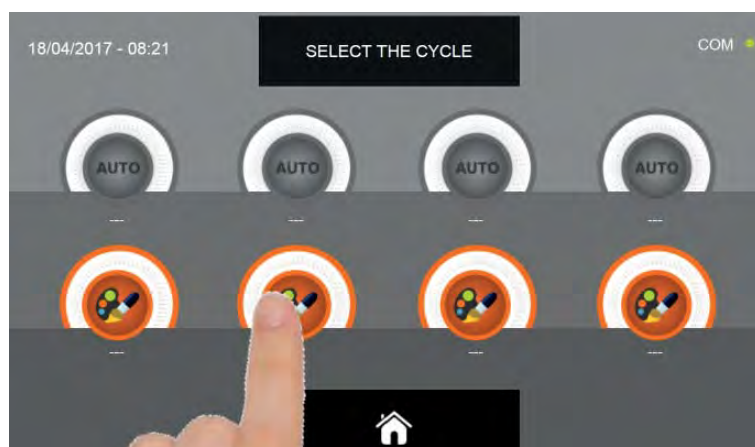 18/04/2017 - 08:21
SELECT THE CYCLE
COM
AUTO AUTO AUTO AUTO
--- --- --- ---
--- --- ---